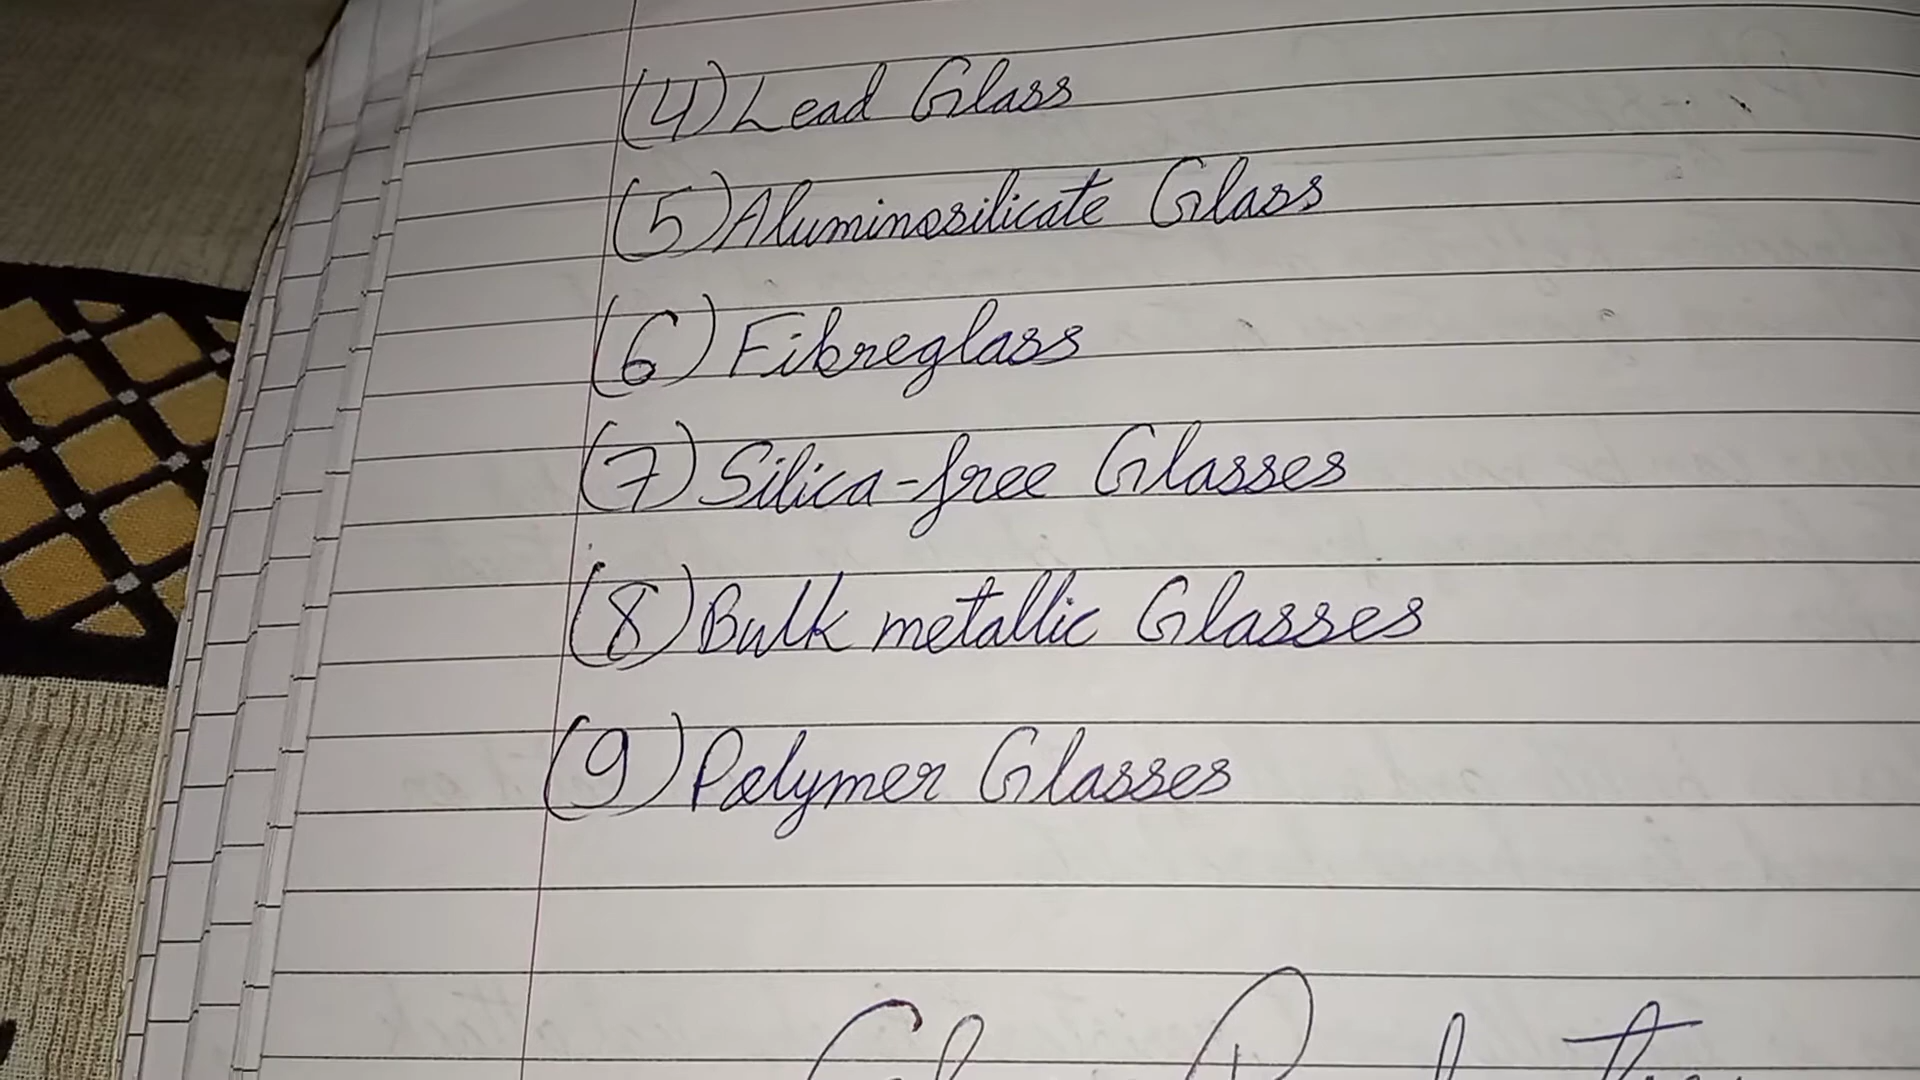 (4) Lead Glass
(5) Aluminosilicate Glass
(6) Fibreglass
(7) Silica-free Glasses
(8) Bulk metallic Glasses
(9) Polymer Glasses